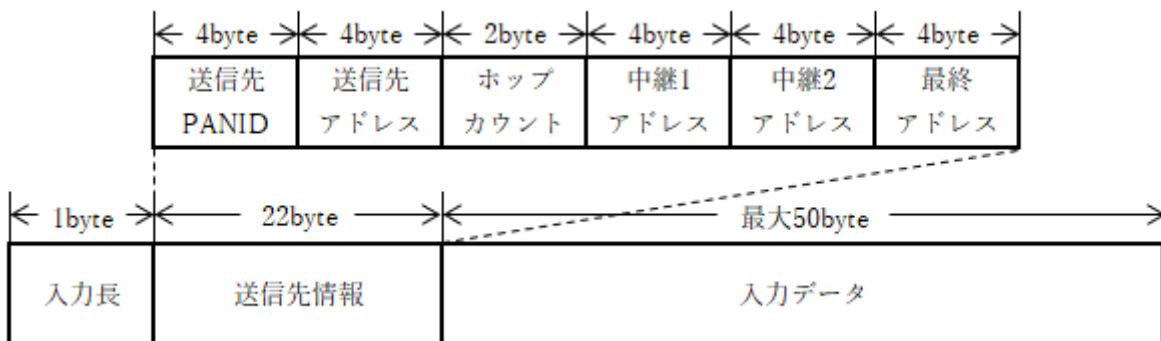 4byte 4byte 2byte 4byte 4byte 4byte
送信先 送信先 ホップ 中継1 中継2 最終
PANID アドレス カウント アドレス アドレス アドレス
1byte 22byte 最大50byte
入力長 送信先情報 入力データ